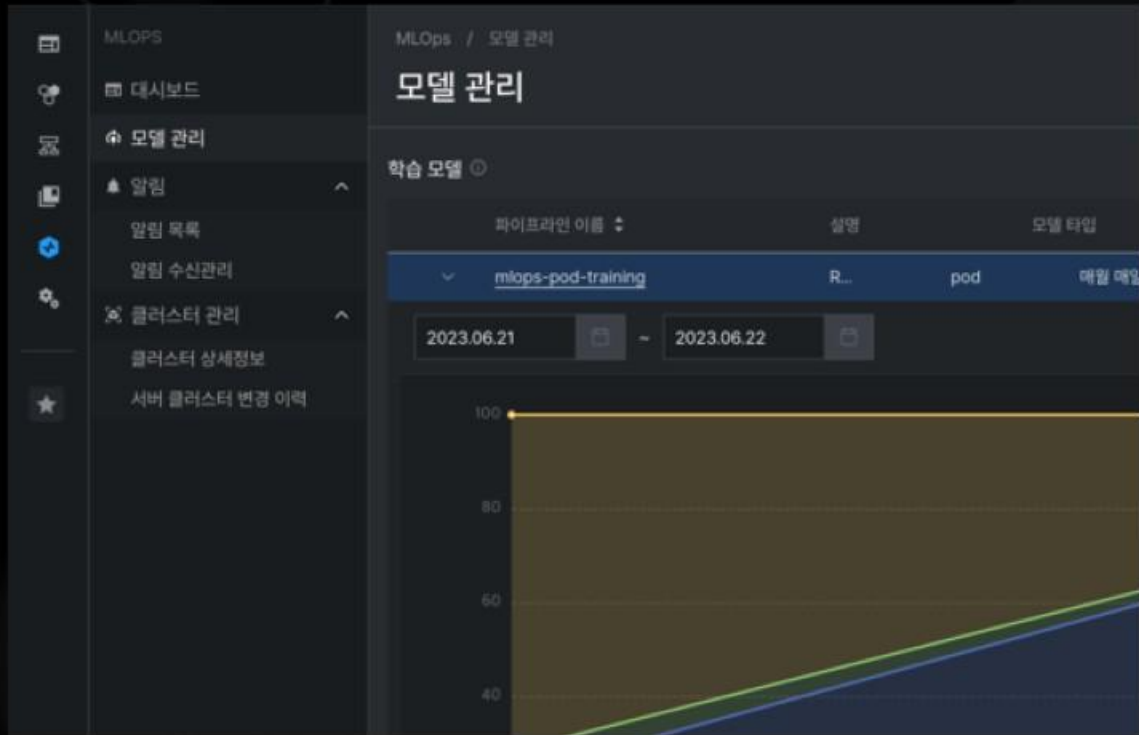 MLOPS
대시보드
모델 관리
알림
알림 목록
알림 수신관리
클러스터 관리
클러스터 상세정보
서버 클러스터 변경 이력
MLOps / 모델 관리
모델 관리
학습 모델
파이프라인 이름 설명 모델 타입
mlops-pod-training R... pod 매월 매일
2023.06.21 ~ 2023.06.22
100
80
60
40